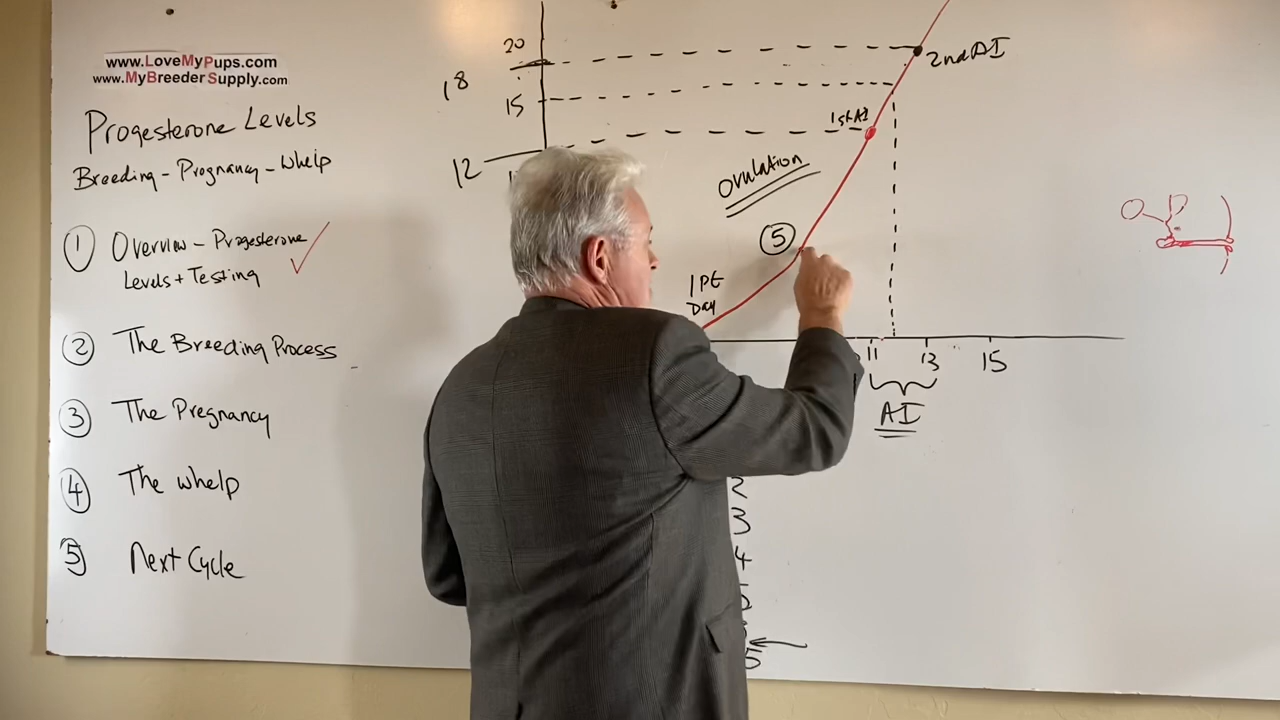 www.LoveMyPups.com
www.MyBreederSupply.com
Progesterone Levels
Breeding - Pregnancy - Whelp
1 Overview - Progesterone
Levels + Testing
2 The Breeding Process
3 The Pregnancy
4 The Whelp
5 Next Cycle
20
18
15
12
2nd AI
1st AI
Ovulation
5
Day
11
13
15
AI
2
3
4